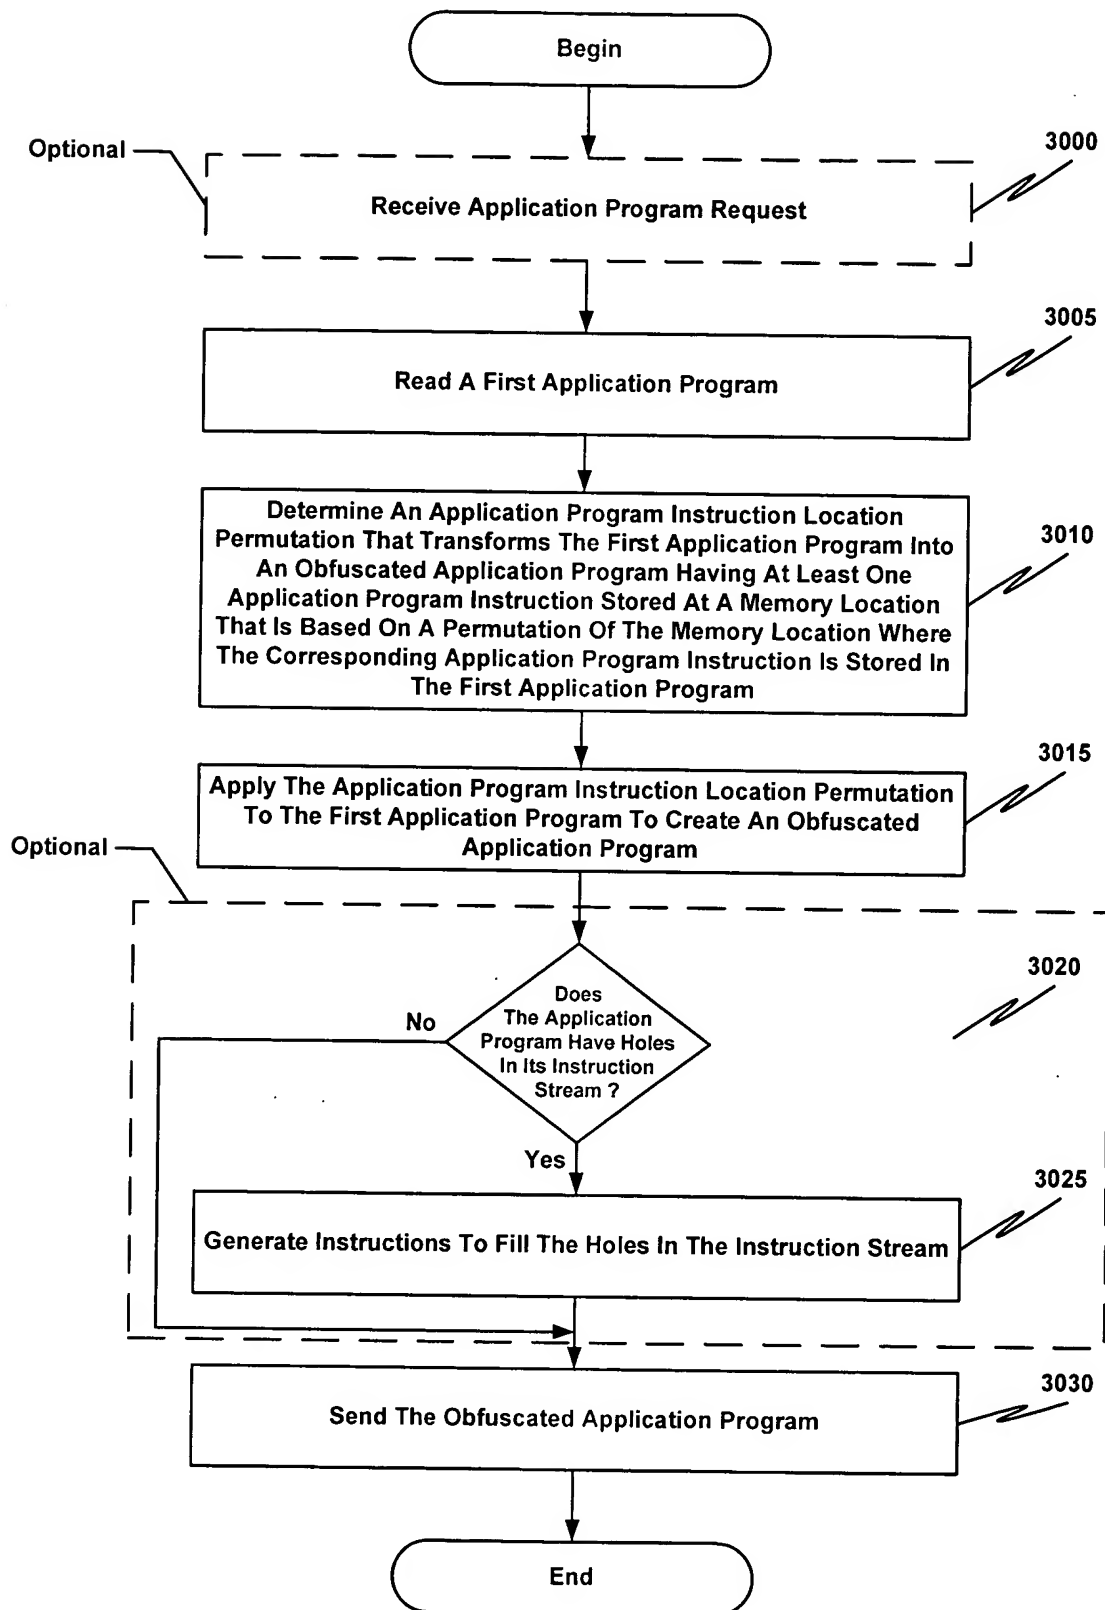 Begin
Optional
3000
Receive Application Program Request
3005
Read A First Application Program
Determine An Application Program Instruction Location
Permutation That Transforms The First Application Program Into
An Obfuscated Application Program Having At Least One
Application Program Instruction Stored At A Memory Location
That Is Based On A Permutation Of The Memory Location Where
The Corresponding Application Program Instruction Is Stored In
The First Application Program
3010
3015
Apply The Application Program Instruction Location Permutation
To The First Application Program To Create An Obfuscated
Application Program
Optional
3020
Does
The Application
Program Have Holes
In Its Instruction
Stream ?
No
Yes
3025
Generate Instructions To Fill The Holes In The Instruction Stream
3030
Send The Obfuscated Application Program
End